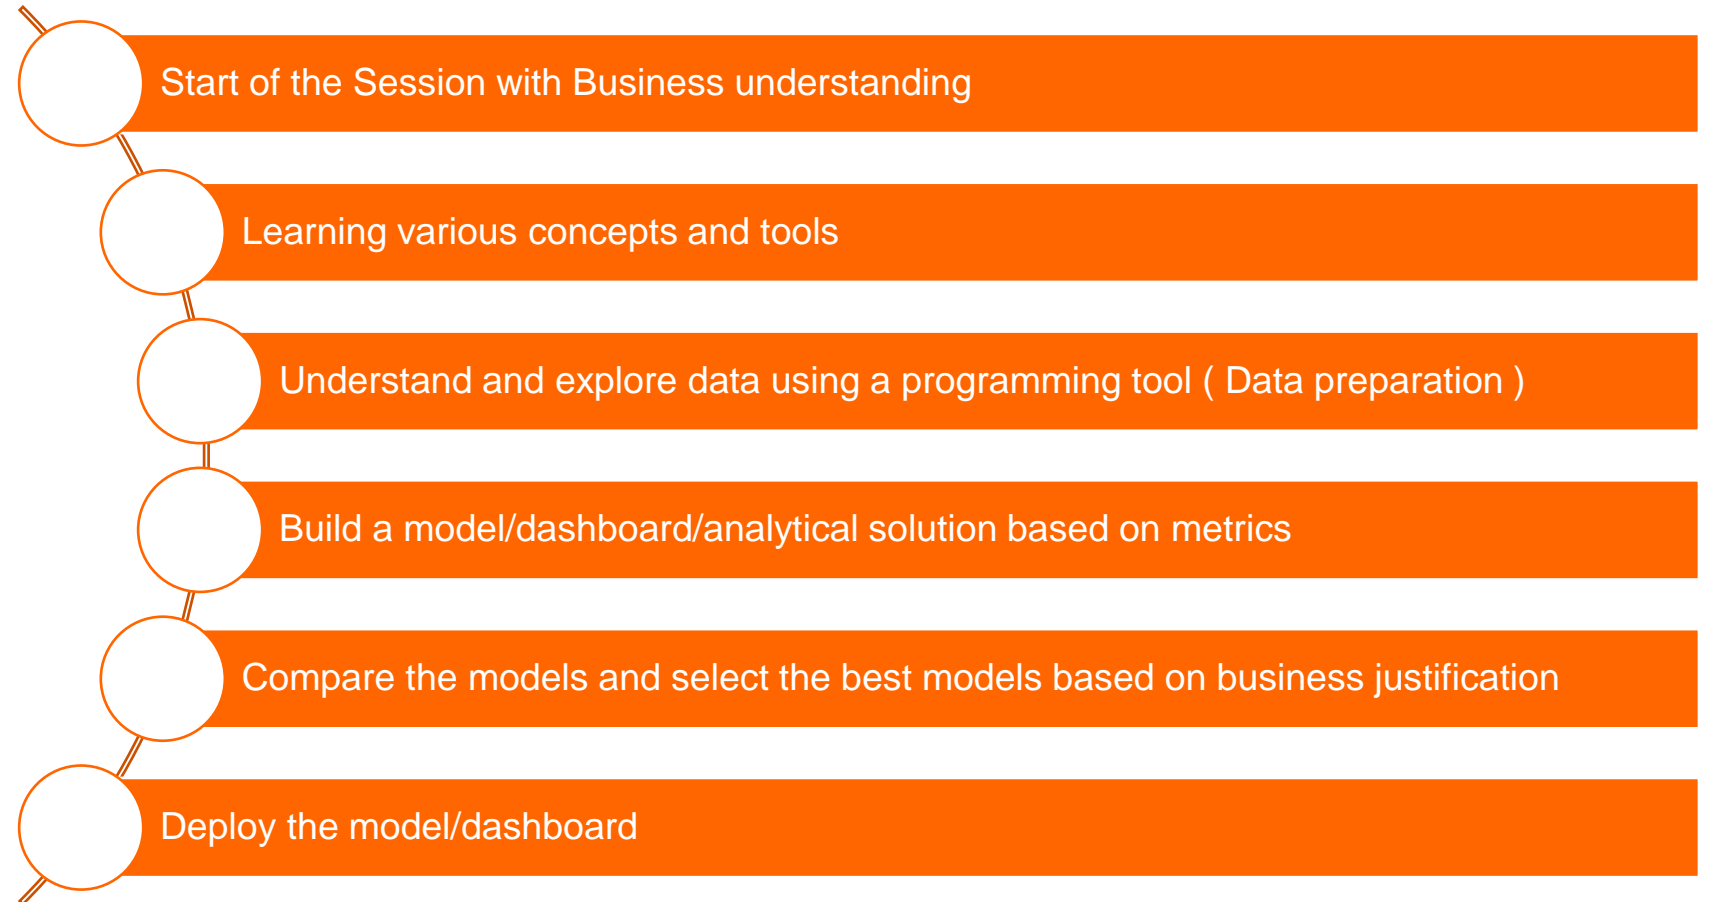 Start of the Session with Business understanding
Learning various concepts and tools
Understand and explore data using a programming tool ( Data preparation )
Build a model/dashboard/analytical solution based on metrics
Compare the models and select the best models based on business justification
Deploy the model/dashboard